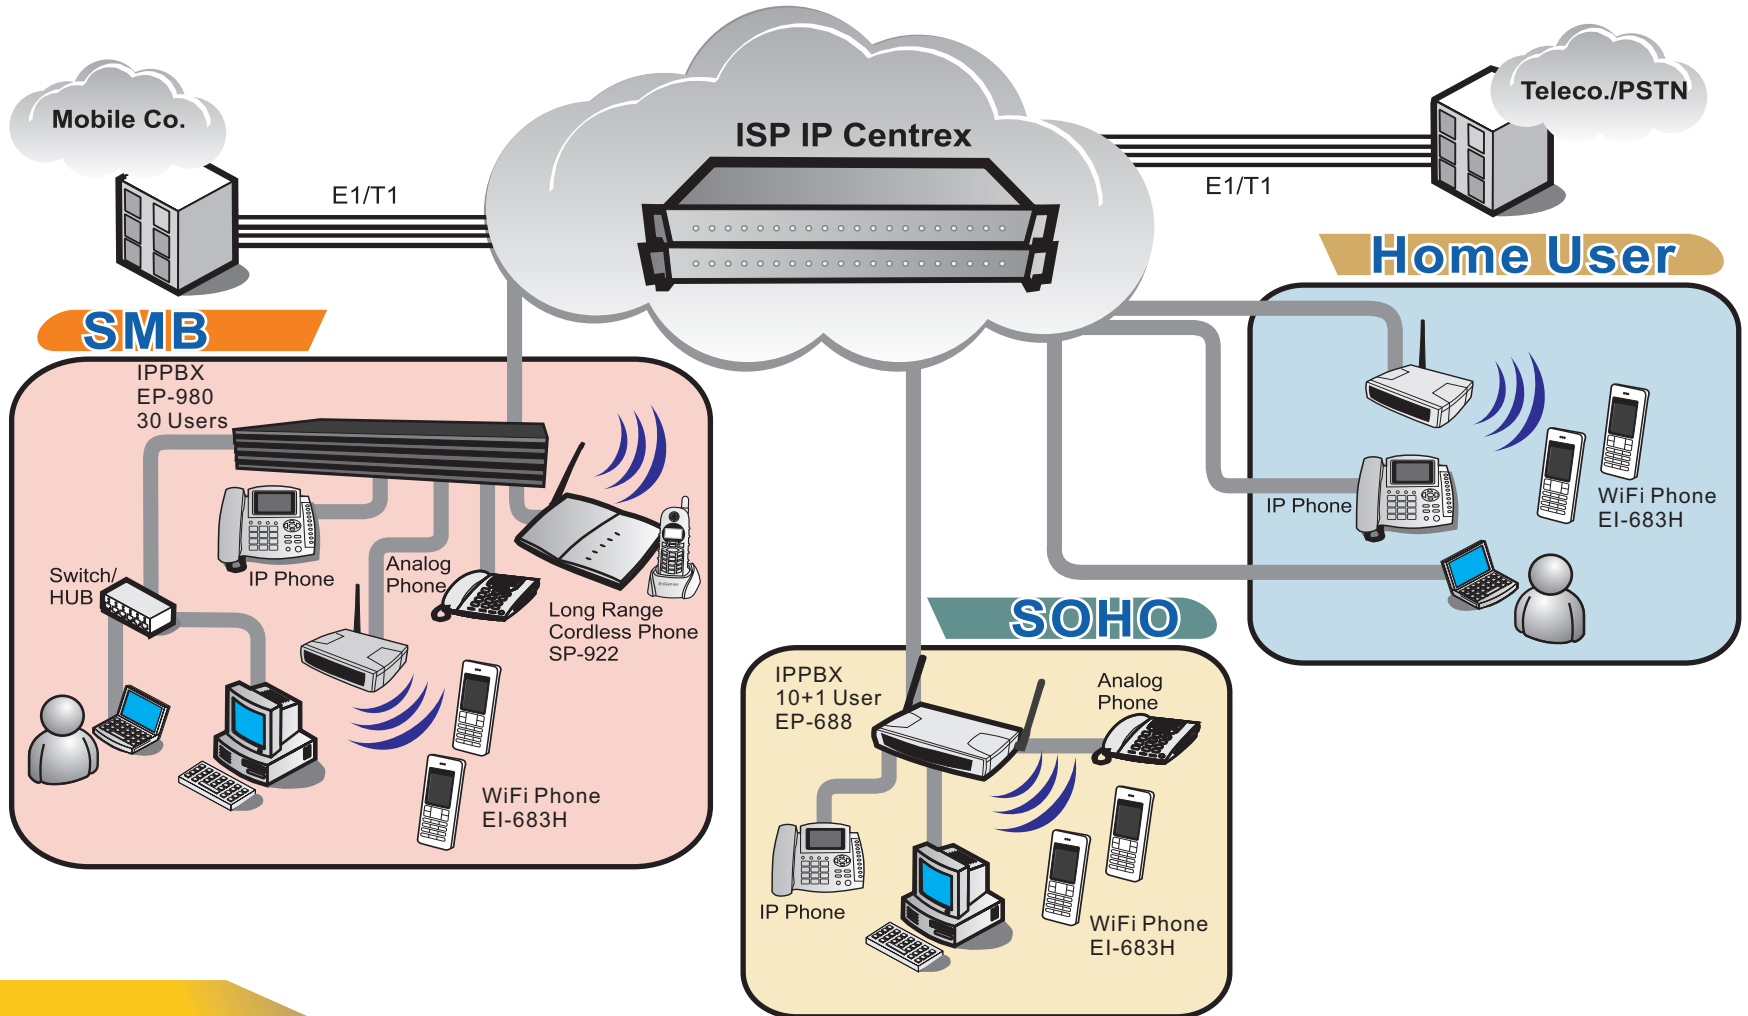 Mobile Co.
ISP IP Centrex
Teleco./PSTN
E1/T1
E1/T1
Home User
SMB
IPPBX
EP-980
30 Users
IP Phone
Analog
Phone
Switch/
HUB
Long Range
Cordless Phone
SP-922
WiFi Phone
EI-683H
IP Phone
WiFi Phone
EI-683H
SOHO
IPPBX
10+1 User
EP-688
Analog
Phone
IP Phone
WiFi Phone
EI-683H